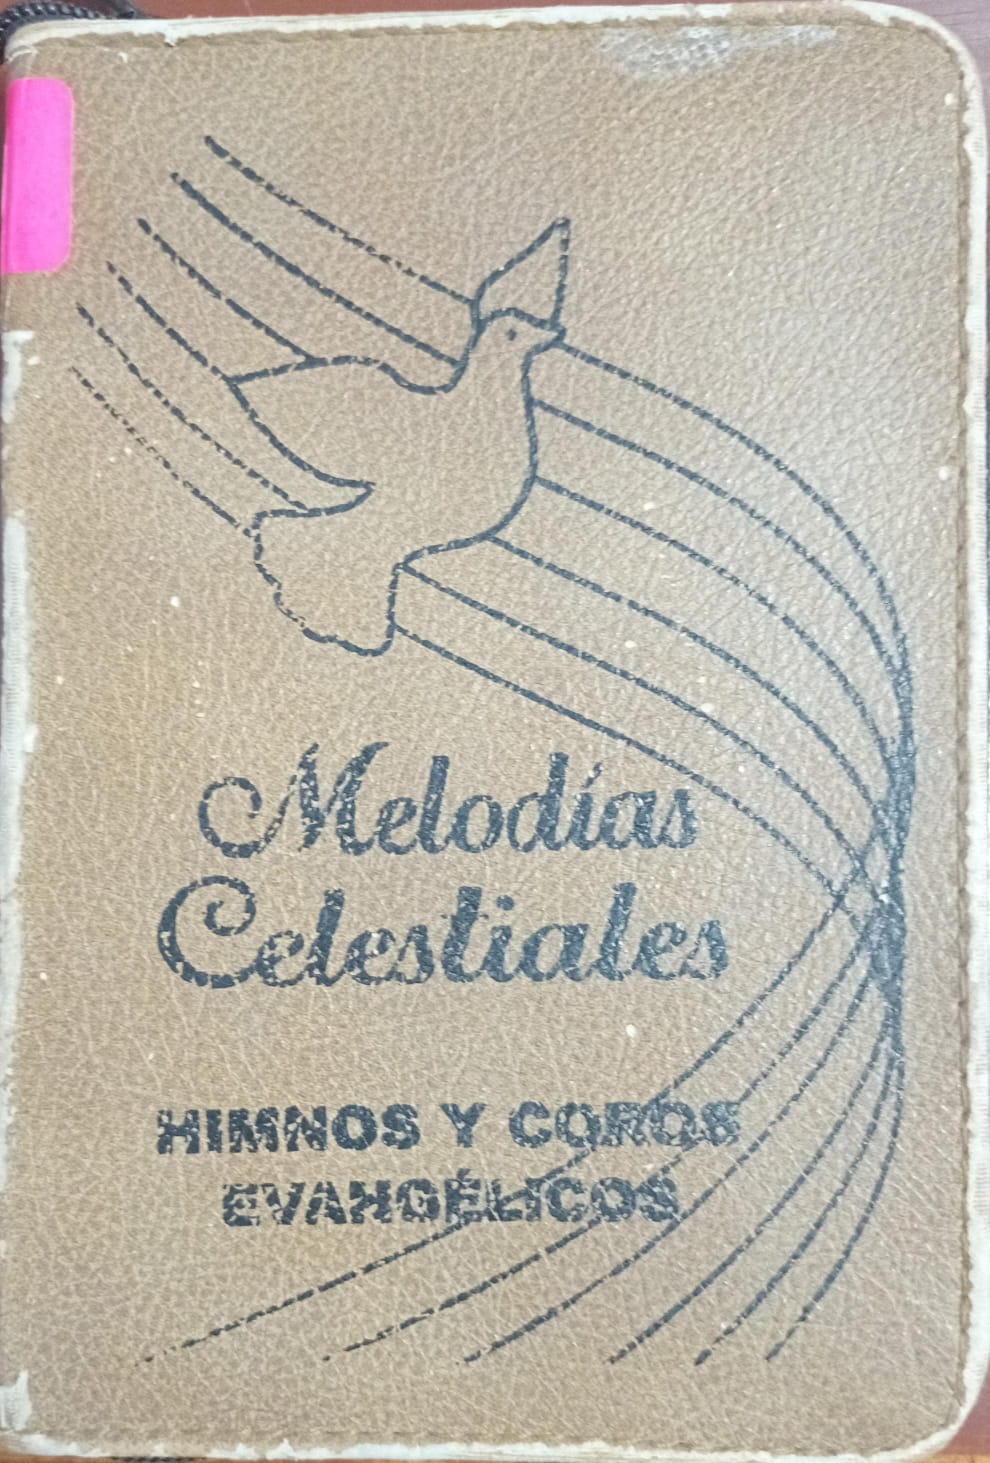 Melodías
Celestiales
HIMNOS Y COROS
EVANGÉLICOS